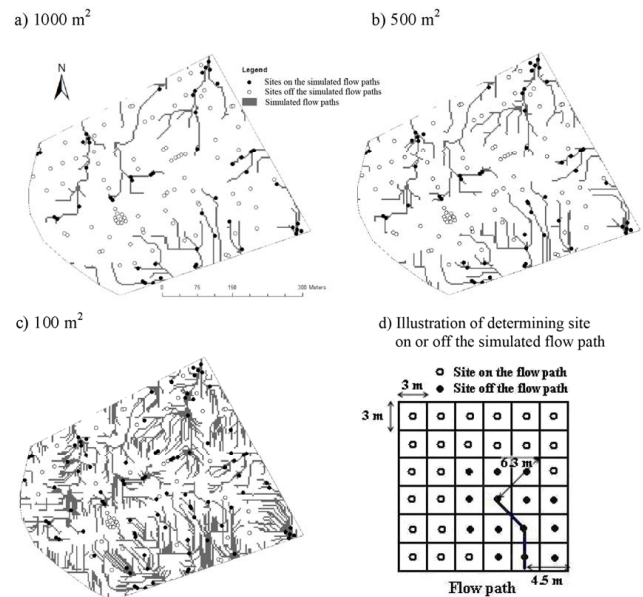 a) 1000 m²
b) 500 m²
N
Legend
Sites on the simulated flow paths
Sites off the simulated flow paths
Simulated flow paths
0 75 150 300 Meters
c) 100 m²
d) Illustration of determining site
on or off the simulated flow path
Site on the flow path
Site off the flow path
3 m
3 m
6.3 m
4.5 m
Flow path